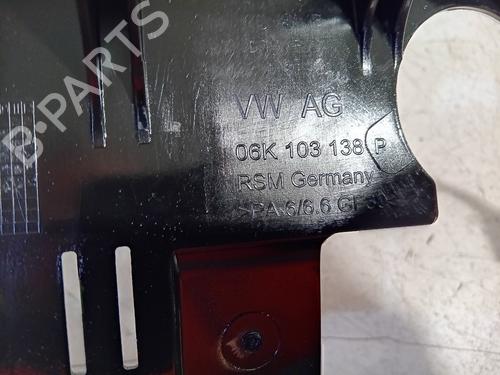 VW AG
06K 103 138 P
RSM Germany
>PA 6/6.6 GF30
B-PARTS